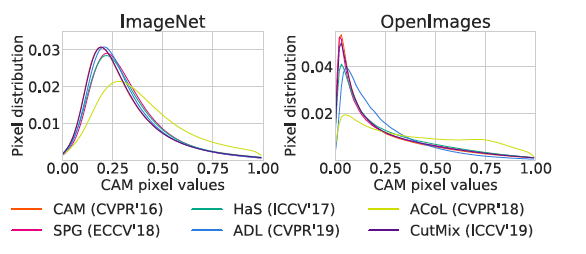 ImageNet
OpenImages
Pixel distribution
0.03
0.02
0.01
0.00 0.25 0.50 0.75 1.00
CAM pixel values
Pixel distribution
0.04
0.02
0.00 0.25 0.50 0.75 1.00
CAM pixel values
CAM (CVPR'16)
HaS (ICCV'17)
ACoL (CVPR'18)
SPG (ECCV'18)
ADL (CVPR'19)
CutMix (ICCV'19)